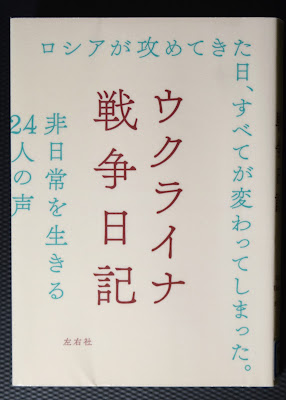 ロシアが攻めてきた日、すべてが変わってしまった。
ウクライナ
戦争日記
非日常を生きる
24人の声
左右社